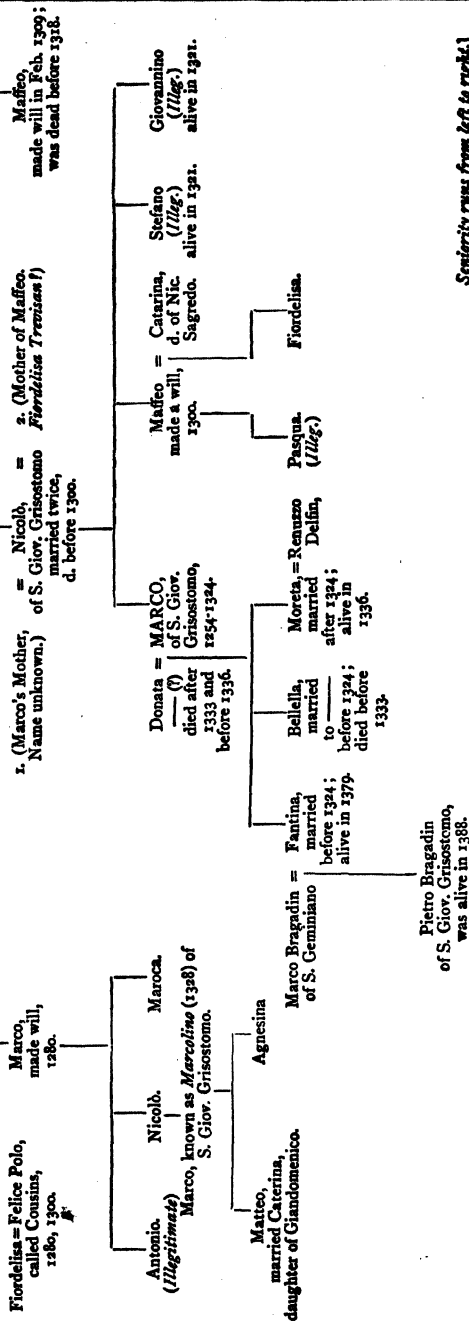 Fiordelisa = Felice Polo,
called Cousins,
1280, 1300.
Marco,
made will,
1280.
1. (Marco's Mother,
Name unknown.)
= Nicolò, =
of S. Giov. Grisostomo
married twice,
d. before 1300.
2. (Mother of Maffeo.
Fiordelisa Trevisan?)
Maffeo,
made will in Feb. 1309;
was dead before 1318.
Antonio.
(Illegitimate)
Nicolò.
Maroca.
Donata = MARCO,
— (?)
died after
1333 and
before 1336.
of S. Giov.
Grisostomo,
1254-1324.
Maffeo =
made a will,
1300.
Catarina,
d. of Nic.
Sagredo.
Stefano
(Illeg.)
alive in 1321.
Giovannino
(Illeg.)
alive in 1321.
Marco, known as Marcolino (1328) of
S. Giov. Grisostomo.
Marco Bragadin =
of S. Geminiano
Fantina,
married
before 1324;
alive in 1379.
Bellella,
married
to —
before 1324;
died before
1333.
Moreta, = Renuzzo
married
after 1324;
alive in
1336.
Delfin,
Pasqua.
(Illeg.)
Fiordelisa.
Matteo,
married Caterina,
daughter of Giandomenico.
Agnesina
Pietro Bragadin
of S. Giov. Grisostomo,
was alive in 1388.
Seniority runs from left to right.]